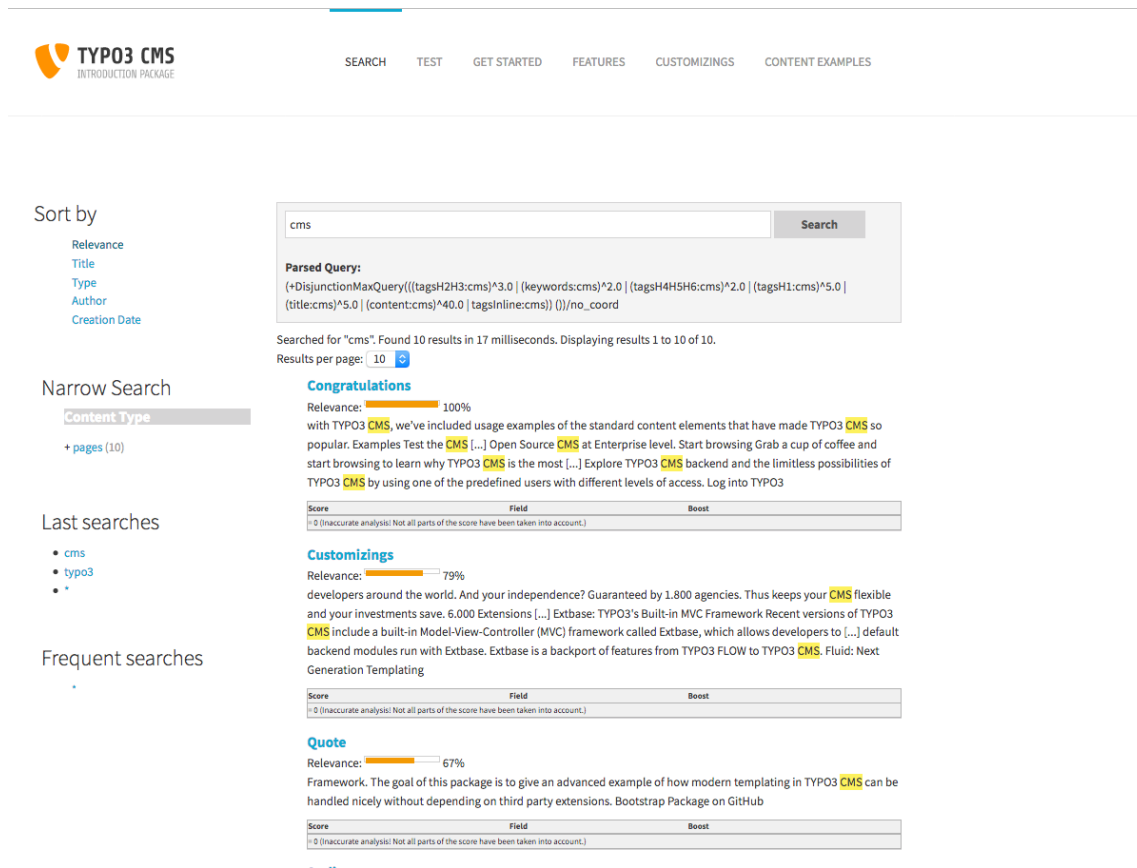 TYPO3 CMS
INTRODUCTION PACKAGE
SEARCH TEST GET STARTED FEATURES CUSTOMIZINGS CONTENT EXAMPLES
Sort by
Relevance
Title
Type
Author
Creation Date
Narrow Search
Content Type
+ pages (10)
Last searches
• cms
• typo3
• *
Frequent searches
*
cms
Search
Parsed Query:
(+DisjunctionMaxQuery(((tagsH2H3:cms)^3.0 | (keywords:cms)^2.0 | (tagsH4H5H6:cms)^2.0 | (tagsH1:cms)^5.0 |
(title:cms)^5.0 | (content:cms)^40.0 | tagsInline:cms)) ())/no_coord
Searched for "cms". Found 10 results in 17 milliseconds. Displaying results 1 to 10 of 10.
Results per page: 10
Congratulations
Relevance: 100%
with TYPO3 CMS, we've included usage examples of the standard content elements that have made TYPO3 CMS so
popular. Examples Test the CMS [...] Open Source CMS at Enterprise level. Start browsing Grab a cup of coffee and
start browsing to learn why TYPO3 CMS is the most [...] Explore TYPO3 CMS backend and the limitless possibilities of
TYPO3 CMS by using one of the predefined users with different levels of access. Log into TYPO3
Score Field Boost
= 0 (Inaccurate analysis! Not all parts of the score have been taken into account.)
Customizings
Relevance: 79%
developers around the world. And your independence? Guaranteed by 1.800 agencies. Thus keeps your CMS flexible
and your investments save. 6.000 Extensions [...] Extbase: TYPO3's Built-in MVC Framework Recent versions of TYPO3
CMS include a built-in Model-View-Controller (MVC) framework called Extbase, which allows developers to [...] default
backend modules run with Extbase. Extbase is a backport of features from TYPO3 FLOW to TYPO3 CMS. Fluid: Next
Generation Templating
Score Field Boost
= 0 (Inaccurate analysis! Not all parts of the score have been taken into account.)
Quote
Relevance: 67%
Framework. The goal of this package is to give an advanced example of how modern templating in TYPO3 CMS can be
handled nicely without depending on third party extensions. Bootstrap Package on GitHub
Score Field Boost
= 0 (Inaccurate analysis! Not all parts of the score have been taken into account.)